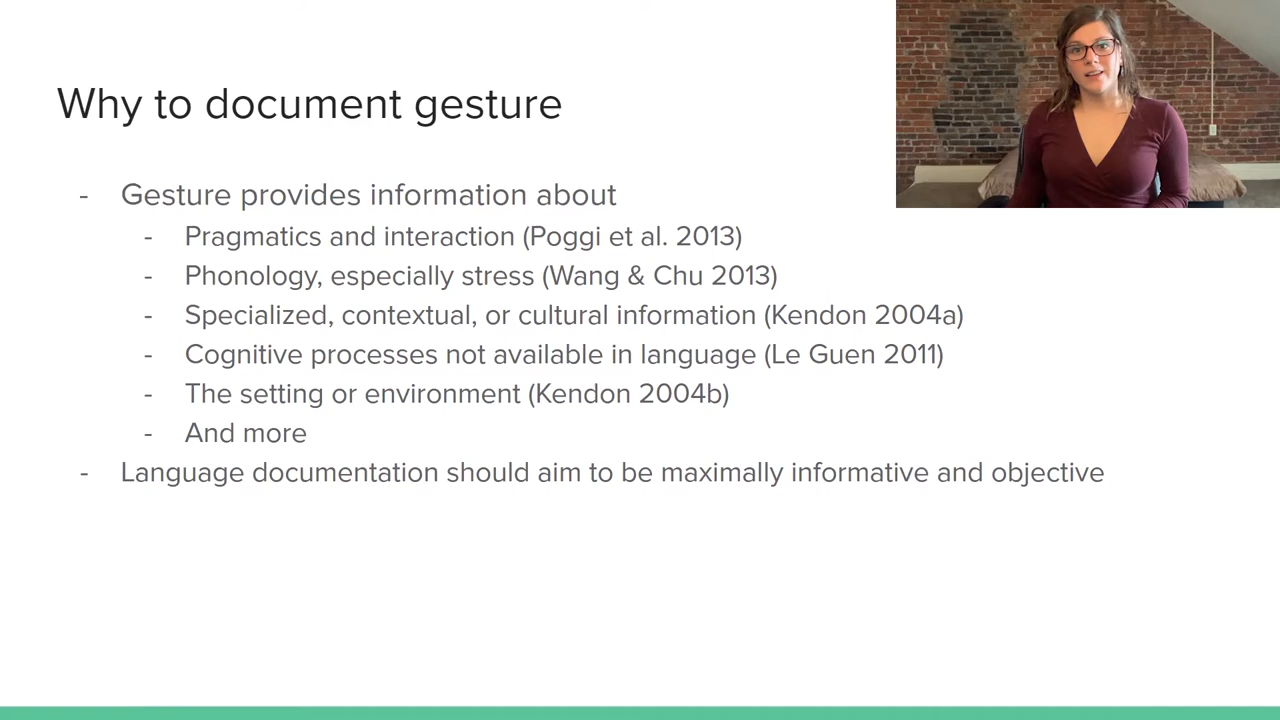 Why to document gesture
- Gesture provides information about
- Pragmatics and interaction (Poggi et al. 2013)
- Phonology, especially stress (Wang & Chu 2013)
- Specialized, contextual, or cultural information (Kendon 2004a)
- Cognitive processes not available in language (Le Guen 2011)
- The setting or environment (Kendon 2004b)
- And more
- Language documentation should aim to be maximally informative and objective